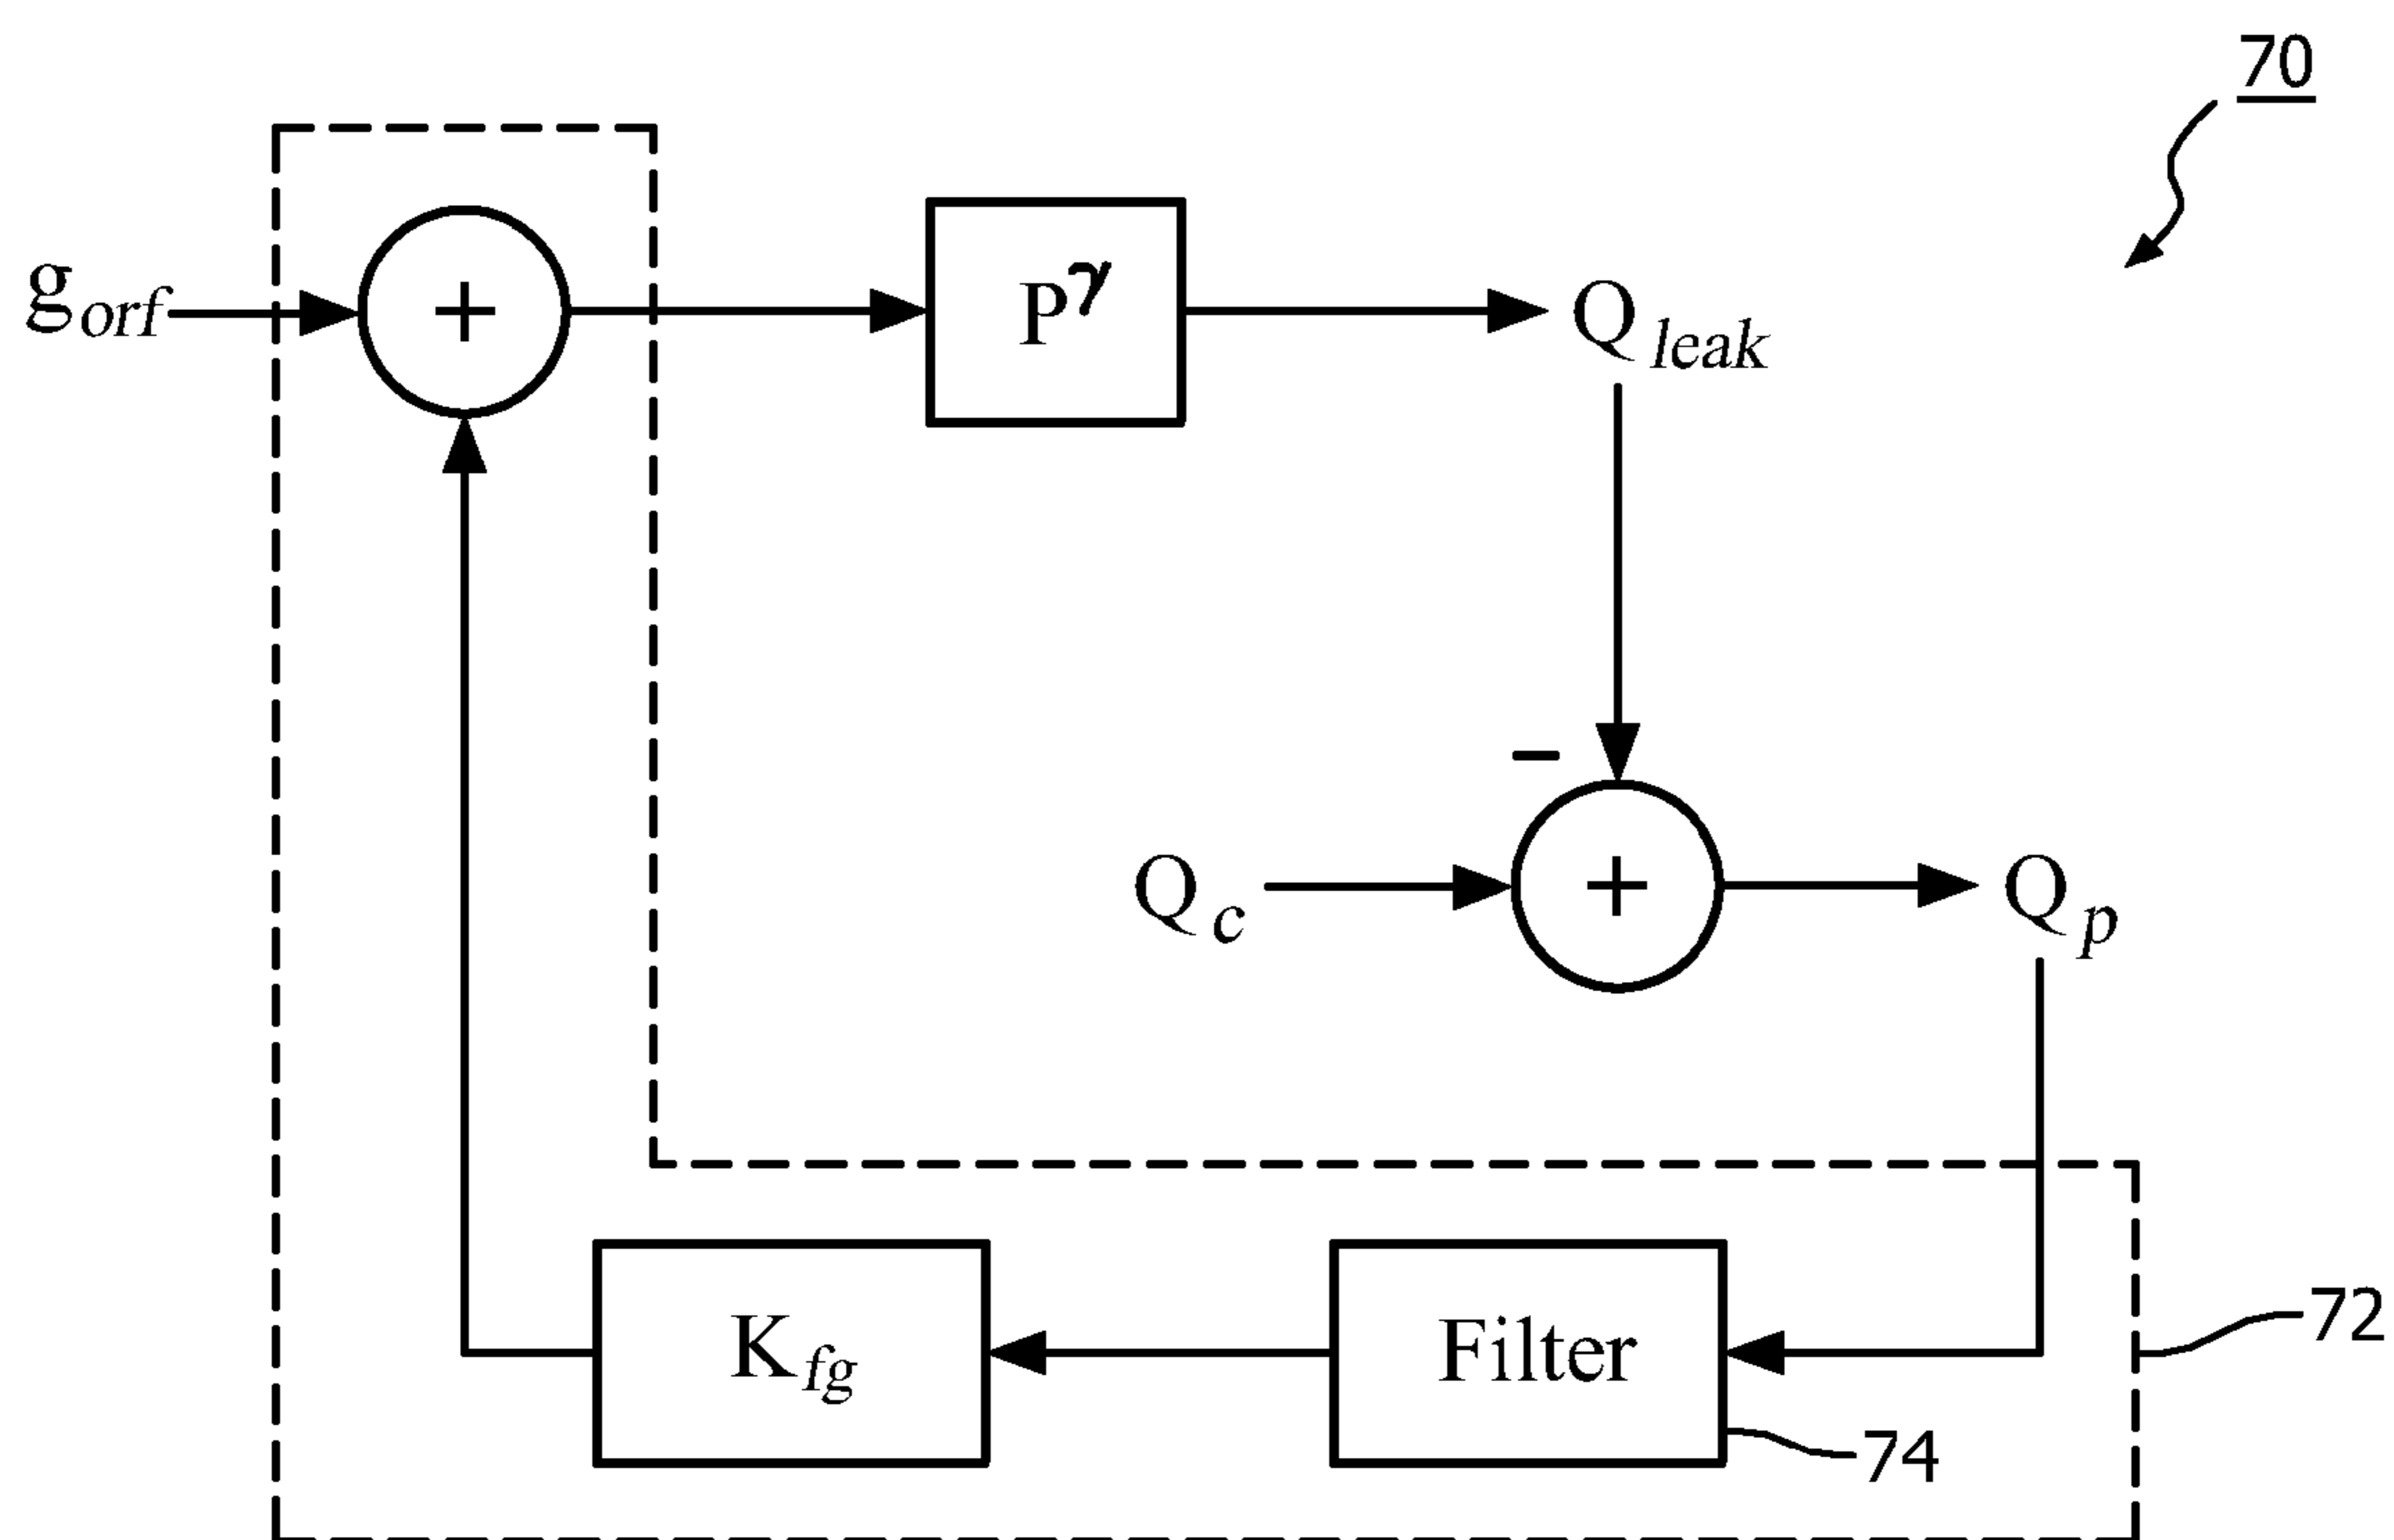 70
g_orf
+
P^γ
Q_leak
−
Q_c
+
Q_p
K_fg
Filter
72
74